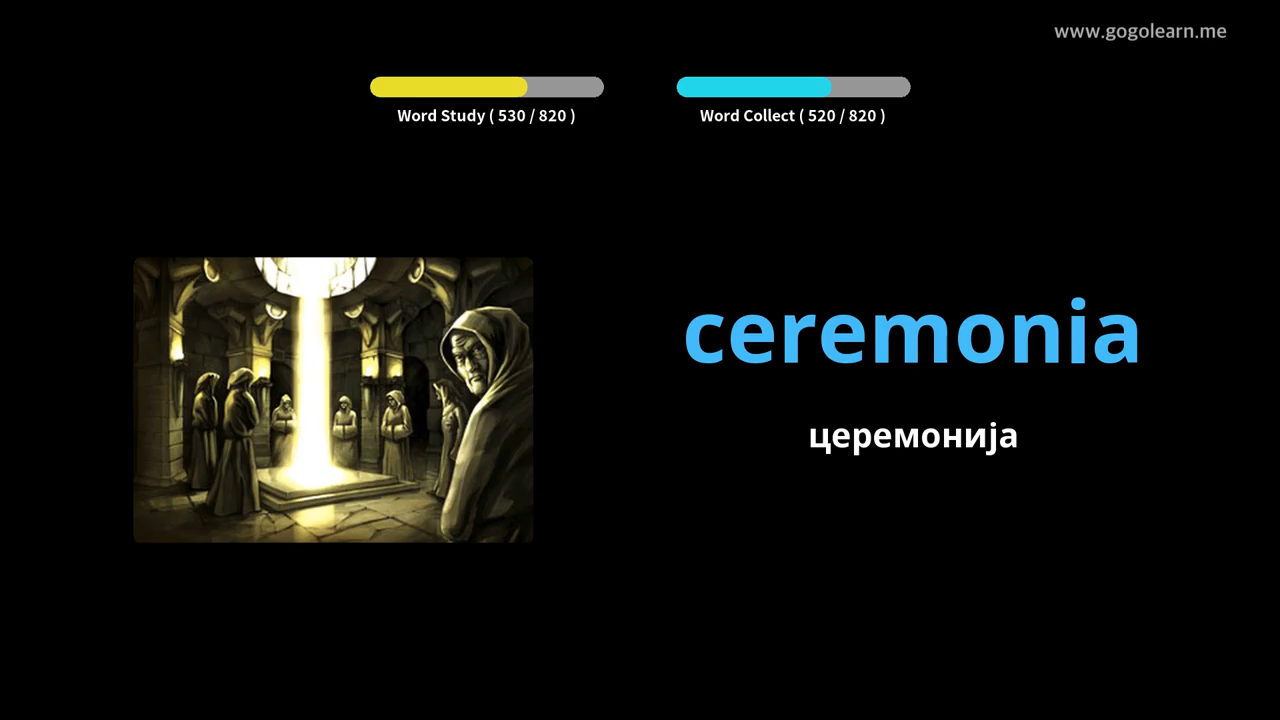 www.gogolearn.me
Word Study ( 530 / 820 )
Word Collect ( 520 / 820 )
ceremonia
церемонија